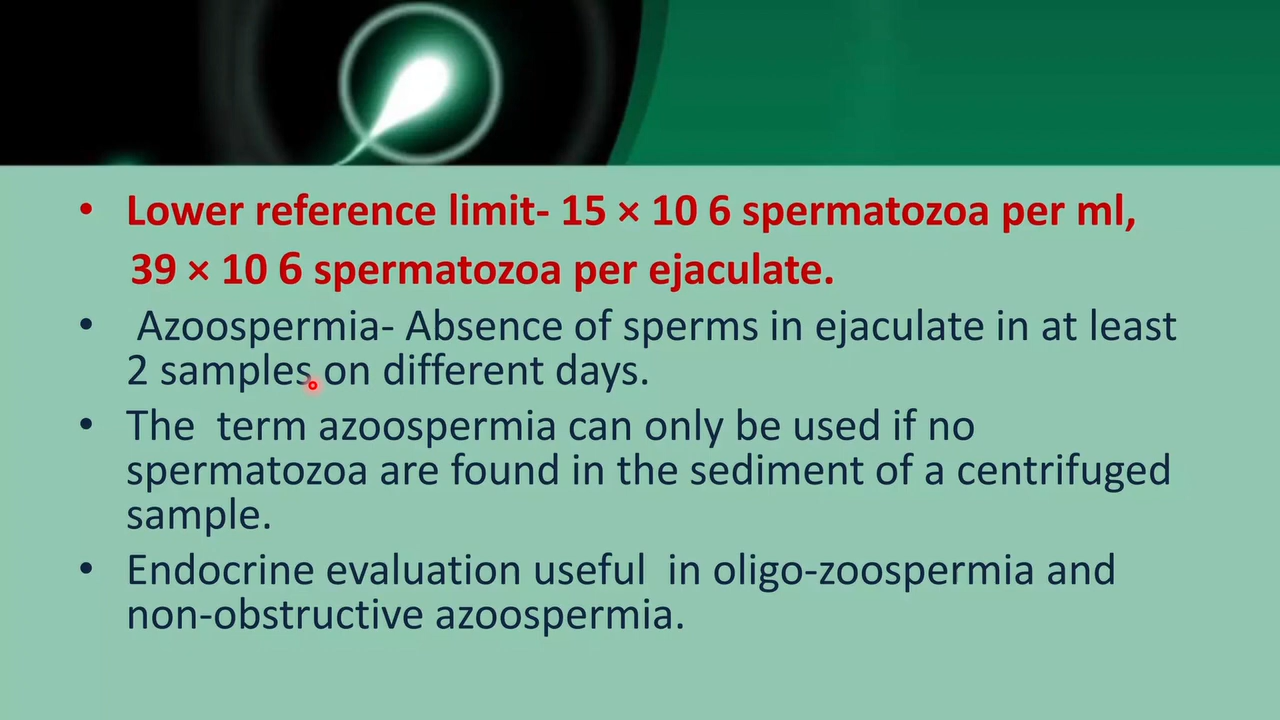 • Lower reference limit- 15 × 10 6 spermatozoa per ml,
39 × 10 6 spermatozoa per ejaculate.
• Azoospermia- Absence of sperms in ejaculate in at least
2 samples on different days.
• The term azoospermia can only be used if no
spermatozoa are found in the sediment of a centrifuged
sample.
• Endocrine evaluation useful in oligo-zoospermia and
non-obstructive azoospermia.